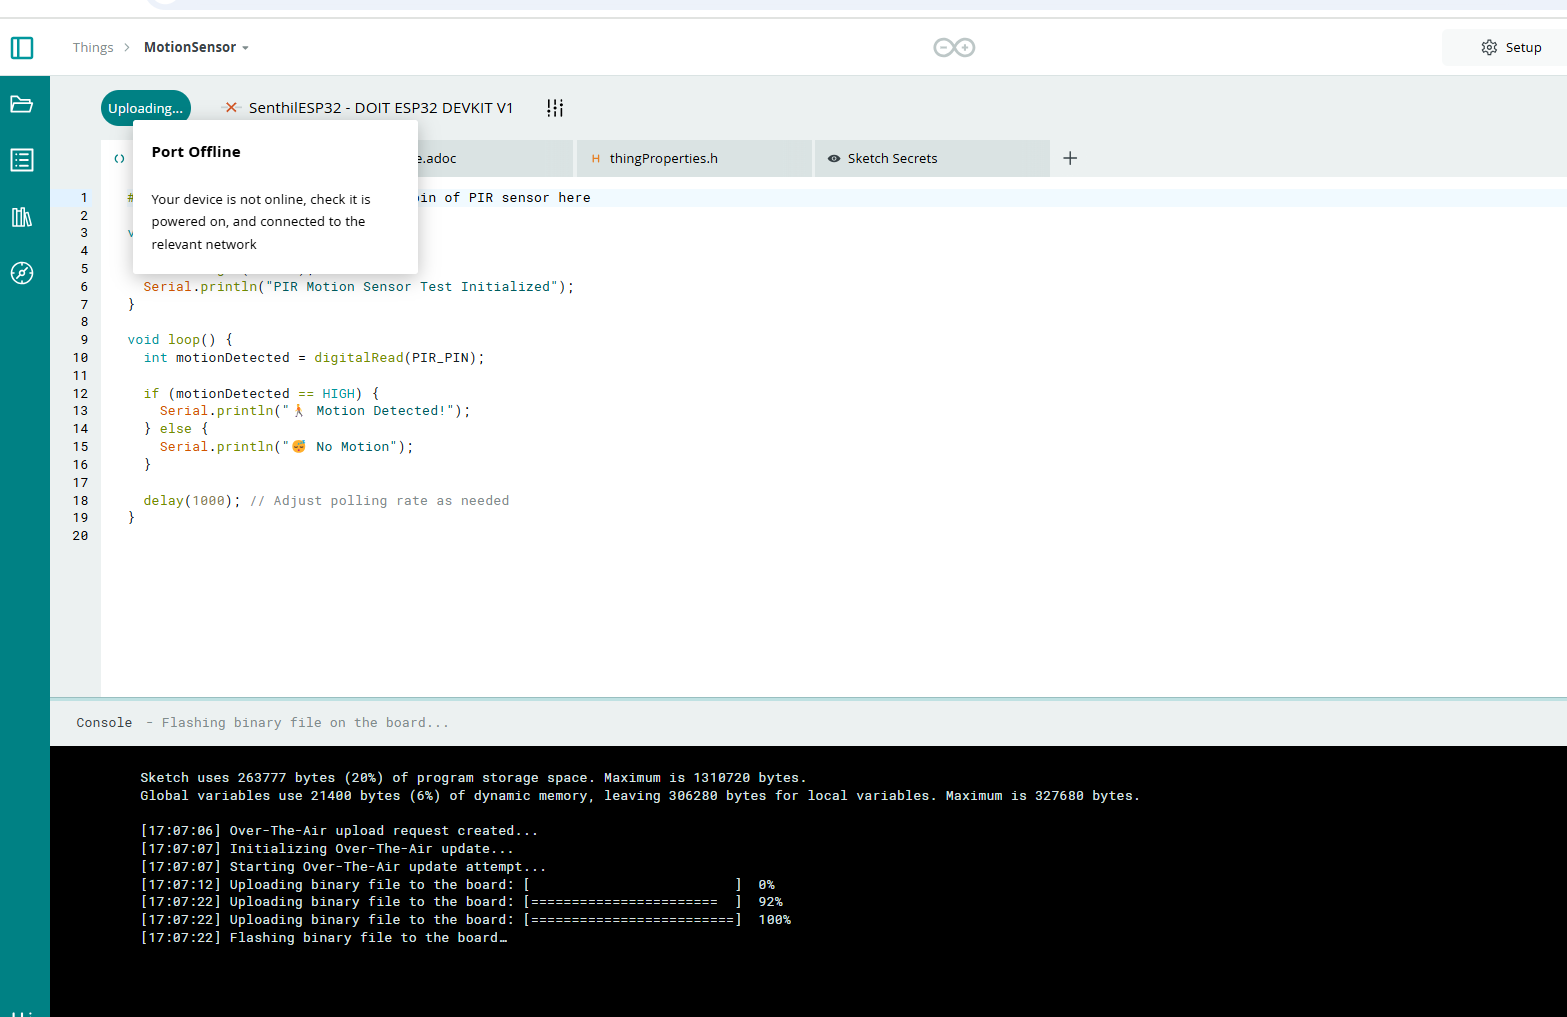 Things > MotionSensor
Setup
Uploading...
SenthilESP32 - DOIT ESP32 DEVKIT V1
Port Offline
Your device is not online, check it is
powered on, and connected to the
relevant network
e.adoc
H thingProperties.h
Sketch Secrets
+
1 # pin of PIR sensor here
2
3 v
4
5
6 Serial.println("PIR Motion Sensor Test Initialized");
7 }
8
9 void loop() {
10 int motionDetected = digitalRead(PIR_PIN);
11
12 if (motionDetected == HIGH) {
13 Serial.println("🚶 Motion Detected!");
14 } else {
15 Serial.println("😴 No Motion");
16 }
17
18 delay(1000); // Adjust polling rate as needed
19 }
20
Console - Flashing binary file on the board...
Sketch uses 263777 bytes (20%) of program storage space. Maximum is 1310720 bytes.
Global variables use 21400 bytes (6%) of dynamic memory, leaving 306280 bytes for local variables. Maximum is 327680 bytes.
[17:07:06] Over-The-Air upload request created...
[17:07:07] Initializing Over-The-Air update...
[17:07:07] Starting Over-The-Air update attempt...
[17:07:12] Uploading binary file to the board: [                         ] 0%
[17:07:22] Uploading binary file to the board: [=======================  ] 92%
[17:07:22] Uploading binary file to the board: [=========================] 100%
[17:07:22] Flashing binary file to the board…